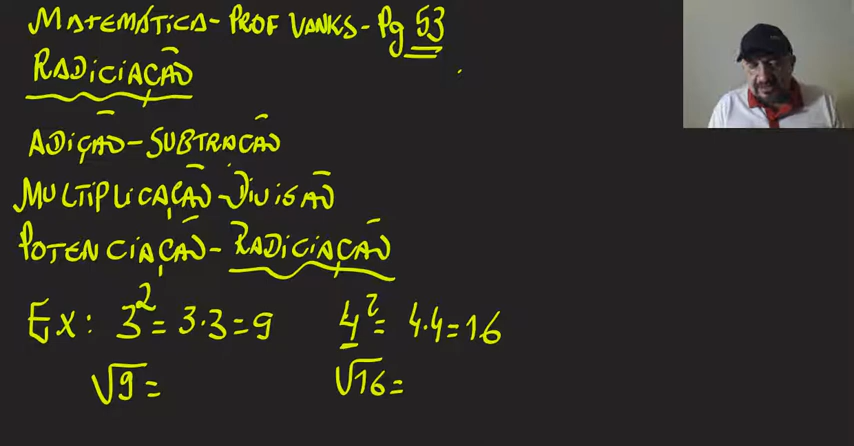 MATEMÁTICA - PROF VANKS - Pg 53
RADICIAÇÃO
ADIÇÃO - SUBTRAÇÃO
MULTIPLICAÇÃO - DIVISÃO
POTENCIAÇÃO - RADICIAÇÃO
Ex: 3² = 3·3 = 9 4² = 4·4 = 16
√9 = √16 =